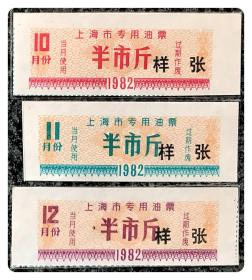 上海市专用油票
10月份
当月使用
半市斤
过期作废
样张
1982
上海市专用油票
11月份
当月使用
半市斤
过期作废
样张
1982
上海市专用油票
12月份
当月使用
半市斤
过期作废
样张
1982